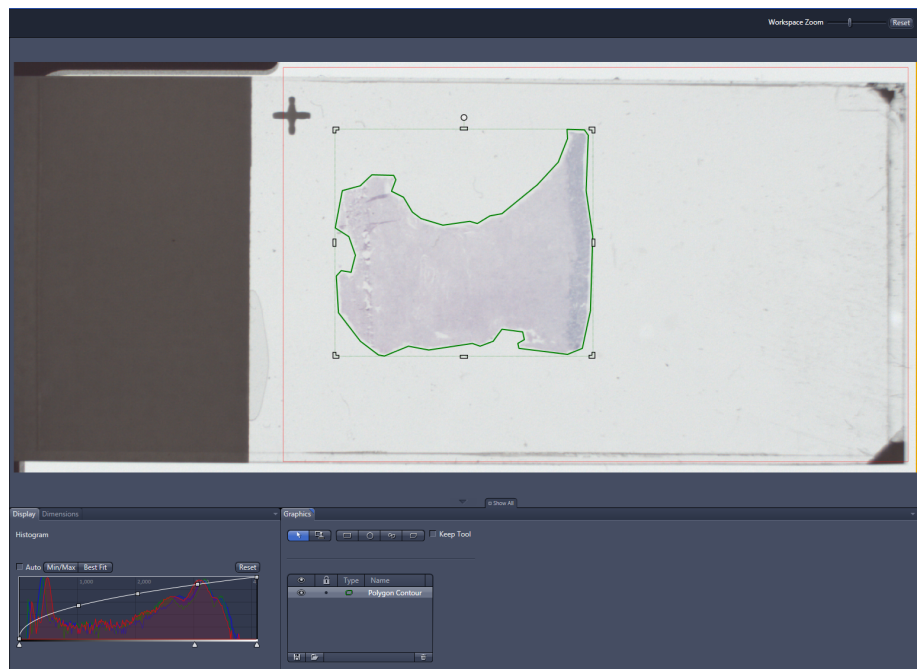 Workspace Zoom Reset
Show All
Display Dimensions
Histogram
Auto Min/Max Best Fit Reset
Graphics
Keep Tool
Type Name
Polygon Contour